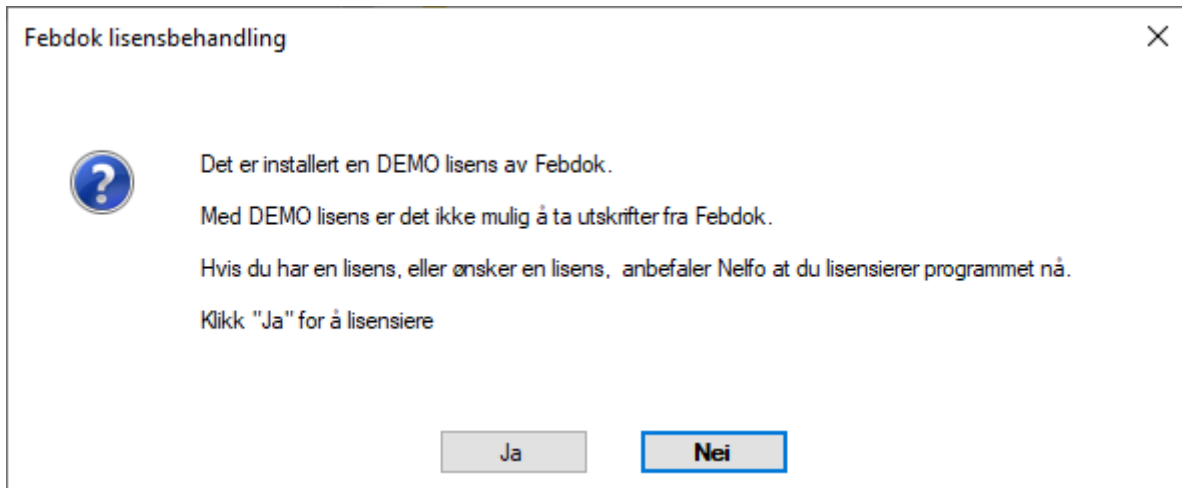 Febdok lisensbehandling
Det er installert en DEMO lisens av Febdok.
Med DEMO lisens er det ikke mulig å ta utskrifter fra Febdok.
Hvis du har en lisens, eller ønsker en lisens,  anbefaler Nelfo at du lisensierer programmet nå.
Klikk "Ja" for å lisensiere
Ja
Nei